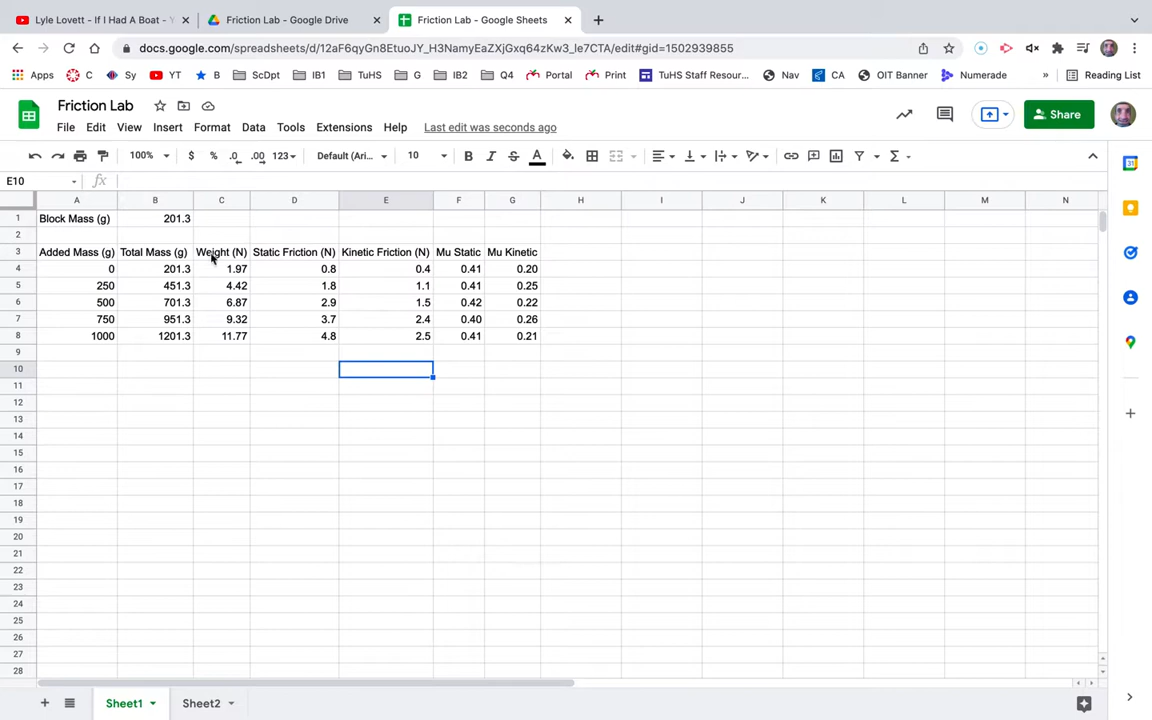 Lyle Lovett - If I Had A Boat - Y
Friction Lab - Google Drive
Friction Lab - Google Sheets
docs.google.com/spreadsheets/d/12aF6qyGn8EtuoJY_H3NamyEaZXjGxq64zKw3_Ie7CTA/edit#gid=1502939855
Apps C Sy YT B ScDpt IB1 TuHS G IB2 Q4 Portal Print TuHS Staff Resour... Nav CA OIT Banner Numerade » Reading List
Friction Lab
Share
File Edit View Insert Format Data Tools Extensions Help Last edit was seconds ago
100% $ % .0 .00 123 Default (Ari... 10 B I S A
E10 fx
A B C D E F G H I J K L M N
1 Block Mass (g) 201.3
2
3 Added Mass (g) Total Mass (g) Weight (N) Static Friction (N) Kinetic Friction (N) Mu Static Mu Kinetic
4 0 201.3 1.97 0.8 0.4 0.41 0.20
5 250 451.3 4.42 1.8 1.1 0.41 0.25
6 500 701.3 6.87 2.9 1.5 0.42 0.22
7 750 951.3 9.32 3.7 2.4 0.40 0.26
8 1000 1201.3 11.77 4.8 2.5 0.41 0.21
9
10
11
12
13
14
15
16
17
18
19
20
21
22
23
24
25
26
27
28
Sheet1 Sheet2